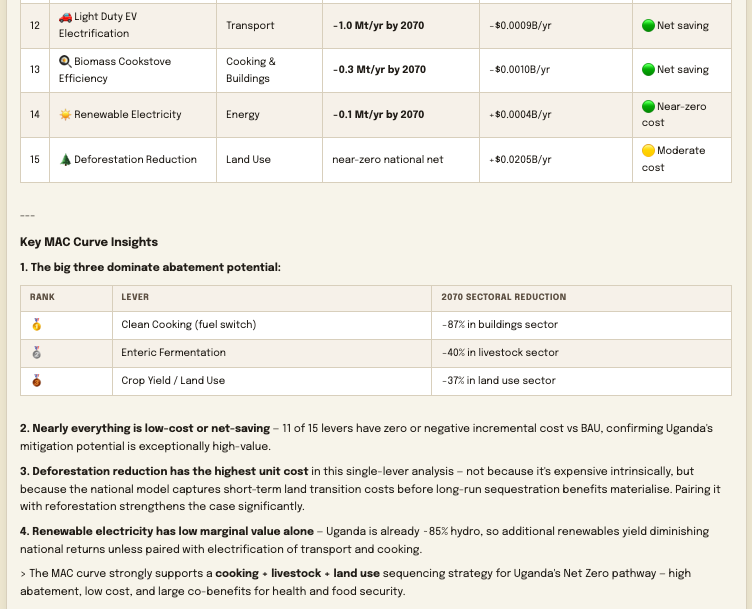 12 🚗 Light Duty EV Electrification Transport ~1.0 Mt/yr by 2070 -$0.0009B/yr 🟢 Net saving
13 🍳 Biomass Cookstove Efficiency Cooking & Buildings ~0.3 Mt/yr by 2070 -$0.0010B/yr 🟢 Net saving
14 ☀️ Renewable Electricity Energy ~0.1 Mt/yr by 2070 +$0.0004B/yr 🟢 Near-zero cost
15 🌲 Deforestation Reduction Land Use near-zero national net +$0.0205B/yr 🟡 Moderate cost
---
Key MAC Curve Insights
1. The big three dominate abatement potential:
RANK LEVER 2070 SECTORAL REDUCTION
🥇 Clean Cooking (fuel switch) ~87% in buildings sector
🥈 Enteric Fermentation ~40% in livestock sector
🥉 Crop Yield / Land Use ~37% in land use sector
2. Nearly everything is low-cost or net-saving — 11 of 15 levers have zero or negative incremental cost vs BAU, confirming Uganda's
mitigation potential is exceptionally high-value.
3. Deforestation reduction has the highest unit cost in this single-lever analysis — not because it's expensive intrinsically, but
because the national model captures short-term land transition costs before long-run sequestration benefits materialise. Pairing it
with reforestation strengthens the case significantly.
4. Renewable electricity has low marginal value alone — Uganda is already ~85% hydro, so additional renewables yield diminishing
national returns unless paired with electrification of transport and cooking.
> The MAC curve strongly supports a cooking + livestock + land use sequencing strategy for Uganda's Net Zero pathway — high
abatement, low cost, and large co-benefits for health and food security.